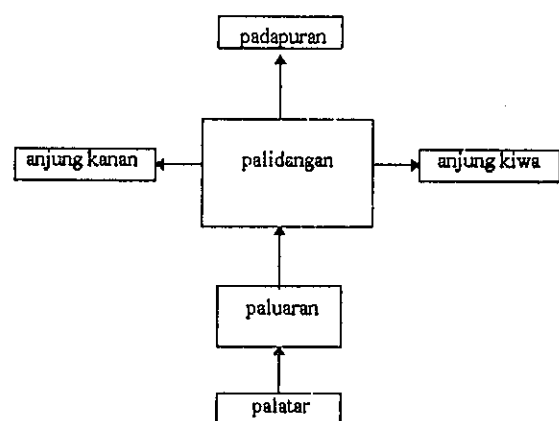 padapuran
anjung kanan
palidangan
anjung kiwa
paluaran
palatar